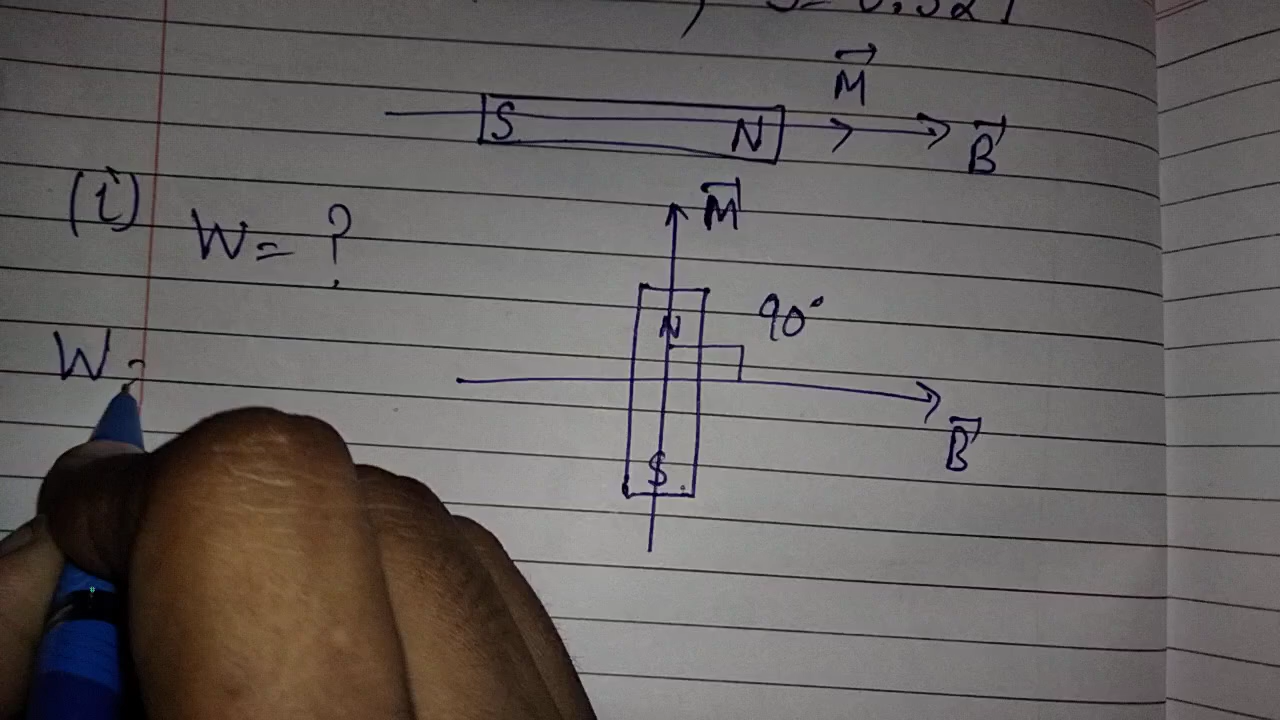 S N M⃗ B⃗
(i) W = ?
M⃗
N 90°
W =
S B⃗